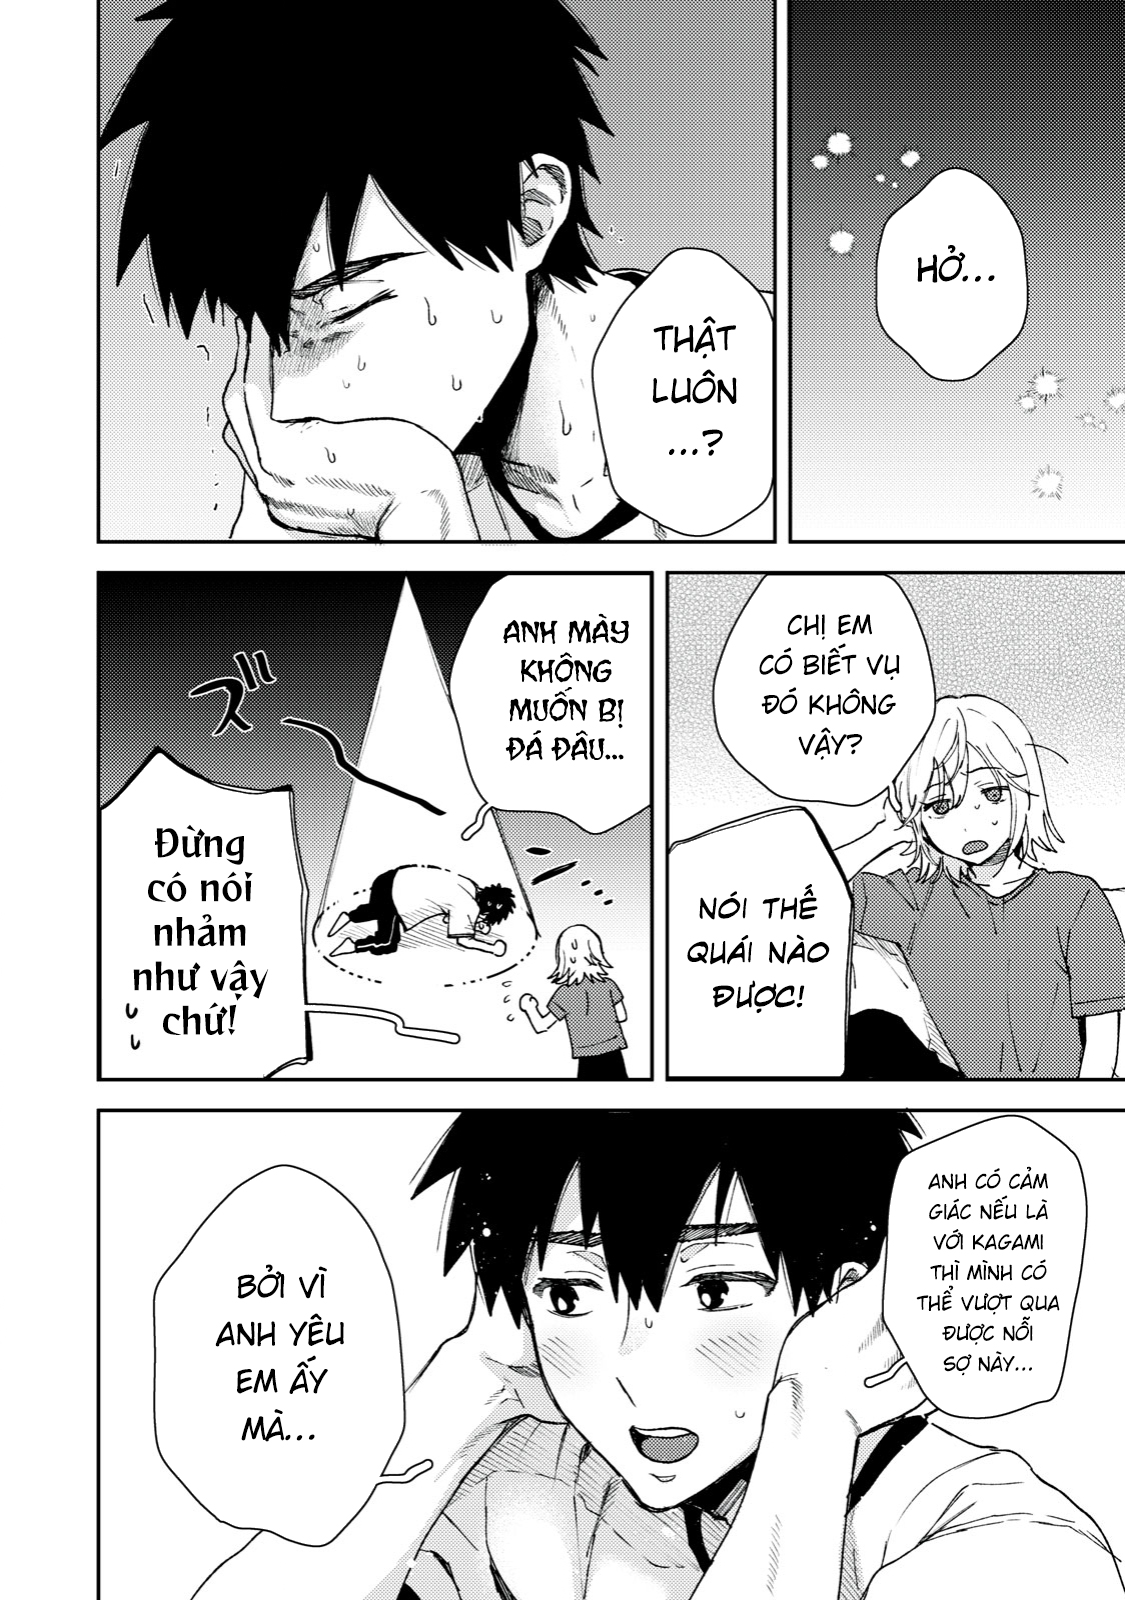 HỞ...
THẬT
LUÔN
...?
CHỊ EM
CÓ BIẾT VỤ
ĐÓ KHÔNG
VẬY?
NÓI THẾ
QUÁI NÀO
ĐƯỢC!
ANH MÀY
KHÔNG
MUỐN BỊ
ĐÁ ĐÂU...
ズバ
Đừng
có nói
nhảm
như vậy
chứ!
ANH CÓ CẢM
GIÁC NẾU LÀ
VỚI KAGAMI
THÌ MÌNH CÓ
THỂ VƯỢT QUA
ĐƯỢC NỖI
SỢ NÀY...
BỞI VÌ
ANH YÊU
EM ẤY
MÀ...